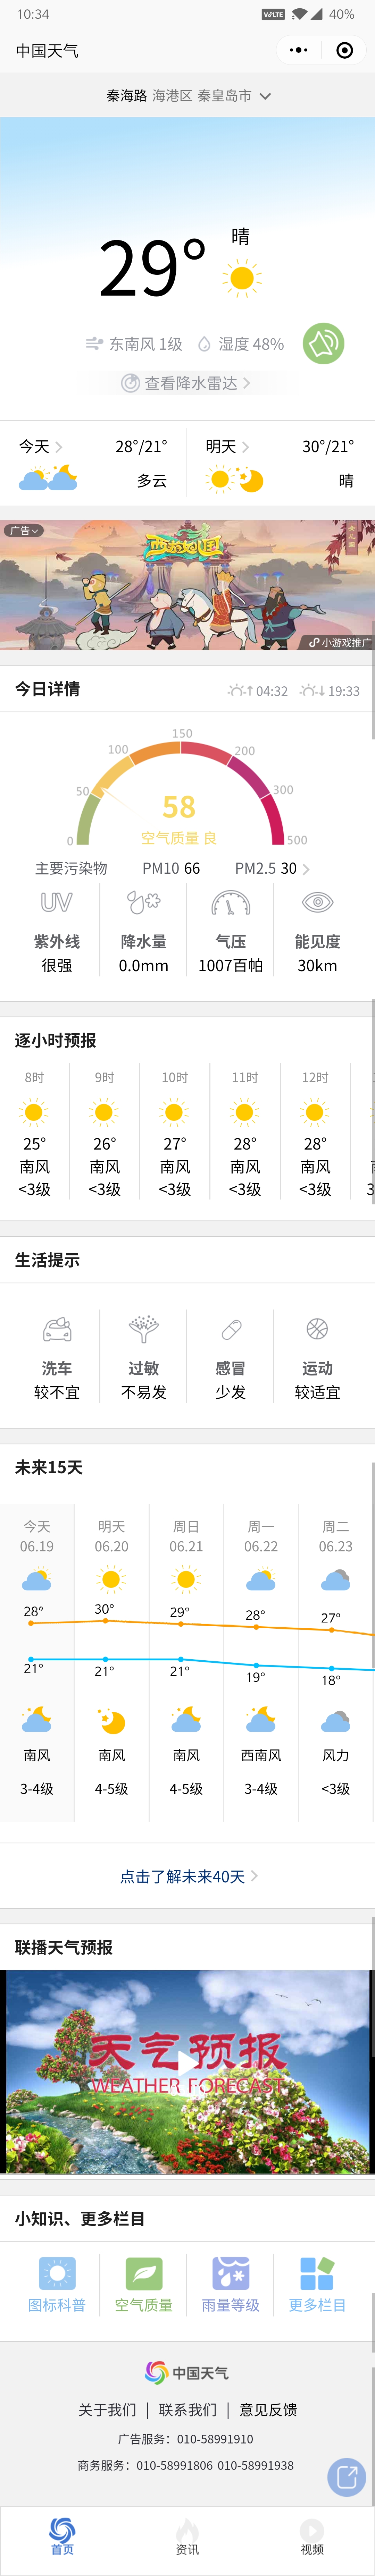 10:34 VoLTE 40%
中国天气
秦海路 海港区 秦皇岛市
29° 晴
东南风 1级 湿度 48%
查看降水雷达
今天 28°/21° 明天 30°/21°
多云 晴
广告
西游
小游戏推广
今日详情 04:32 19:33
150
100 200
50 300
58
空气质量 良
0 500
主要污染物 PM10 66 PM2.5 30
UV
紫外线 降水量 气压 能见度
很强 0.0mm 1007百帕 30km
逐小时预报
8时 9时 10时 11时 12时
25° 26° 27° 28° 28°
南风 南风 南风 南风 南风
<3级 <3级 <3级 <3级 <3级 3
生活提示
洗车 过敏 感冒 运动
较不宜 不易发 少发 较适宜
未来15天
今天 明天 周日 周一 周二
06.19 06.20 06.21 06.22 06.23
28° 30° 29° 28° 27°
21° 21° 21° 19° 18°
南风 南风 南风 西南风 风力
3-4级 4-5级 4-5级 3-4级 <3级
点击了解未来40天
联播天气预报
天气预报
WEATHER FORECAST
小知识、更多栏目
图标科普 空气质量 雨量等级 更多栏目
中国天气
关于我们 | 联系我们 | 意见反馈
广告服务：010-58991910
商务服务：010-58991806 010-58991938
首页 资讯 视频